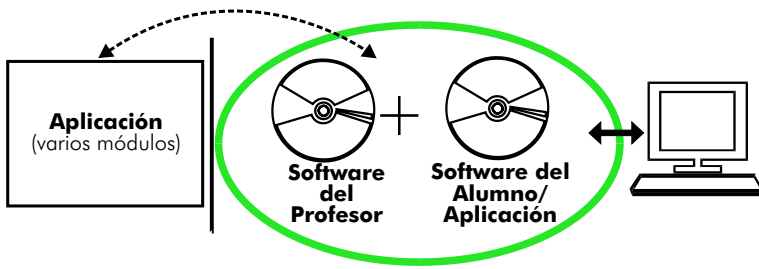 Aplicación
(varios módulos)
Software
del
Profesor
Software del
Alumno/
Aplicación